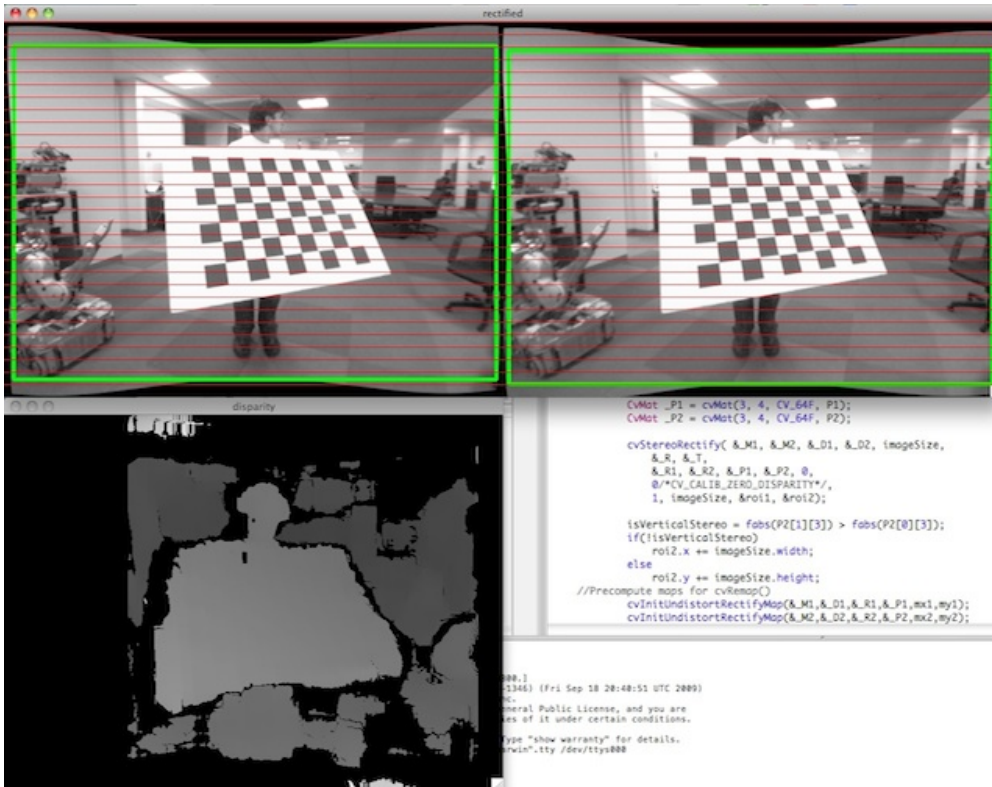 rectified
disparity
CvMat _P1 = cvMat(3, 4, CV_64F, P1);
CvMat _P2 = cvMat(3, 4, CV_64F, P2);
cvStereoRectify( &_M1, &_M2, &_D1, &_D2, imageSize,
&_R, &_T,
&_R1, &_R2, &_P1, &_P2, 0,
0/*CV_CALIB_ZERO_DISPARITY*/,
1, imageSize, &roi1, &roi2);
isVerticalStereo = fabs(P2[1][3]) > fabs(P2[0][3]);
if(!isVerticalStereo)
roi2.x += imageSize.width;
else
roi2.y += imageSize.height;
//Precompute maps for cvRemap()
cvInitUndistortRectifyMap(&_M1,&_D1,&_R1,&_P1,mx1,my1);
cvInitUndistortRectifyMap(&_M2,&_D2,&_R2,&_P2,mx2,my2);
-1346) (Fri Sep 18 20:40:51 UTC 2009)
nc.
eneral Public License, and you are
ies of it under certain conditions.
Type "show warranty" for details.
arwin".tty /dev/ttys000